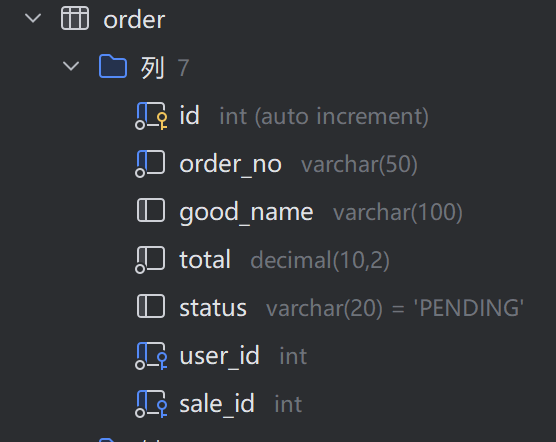 order
列 7
id int (auto increment)
order_no varchar(50)
good_name varchar(100)
total decimal(10,2)
status varchar(20) = 'PENDING'
user_id int
sale_id int